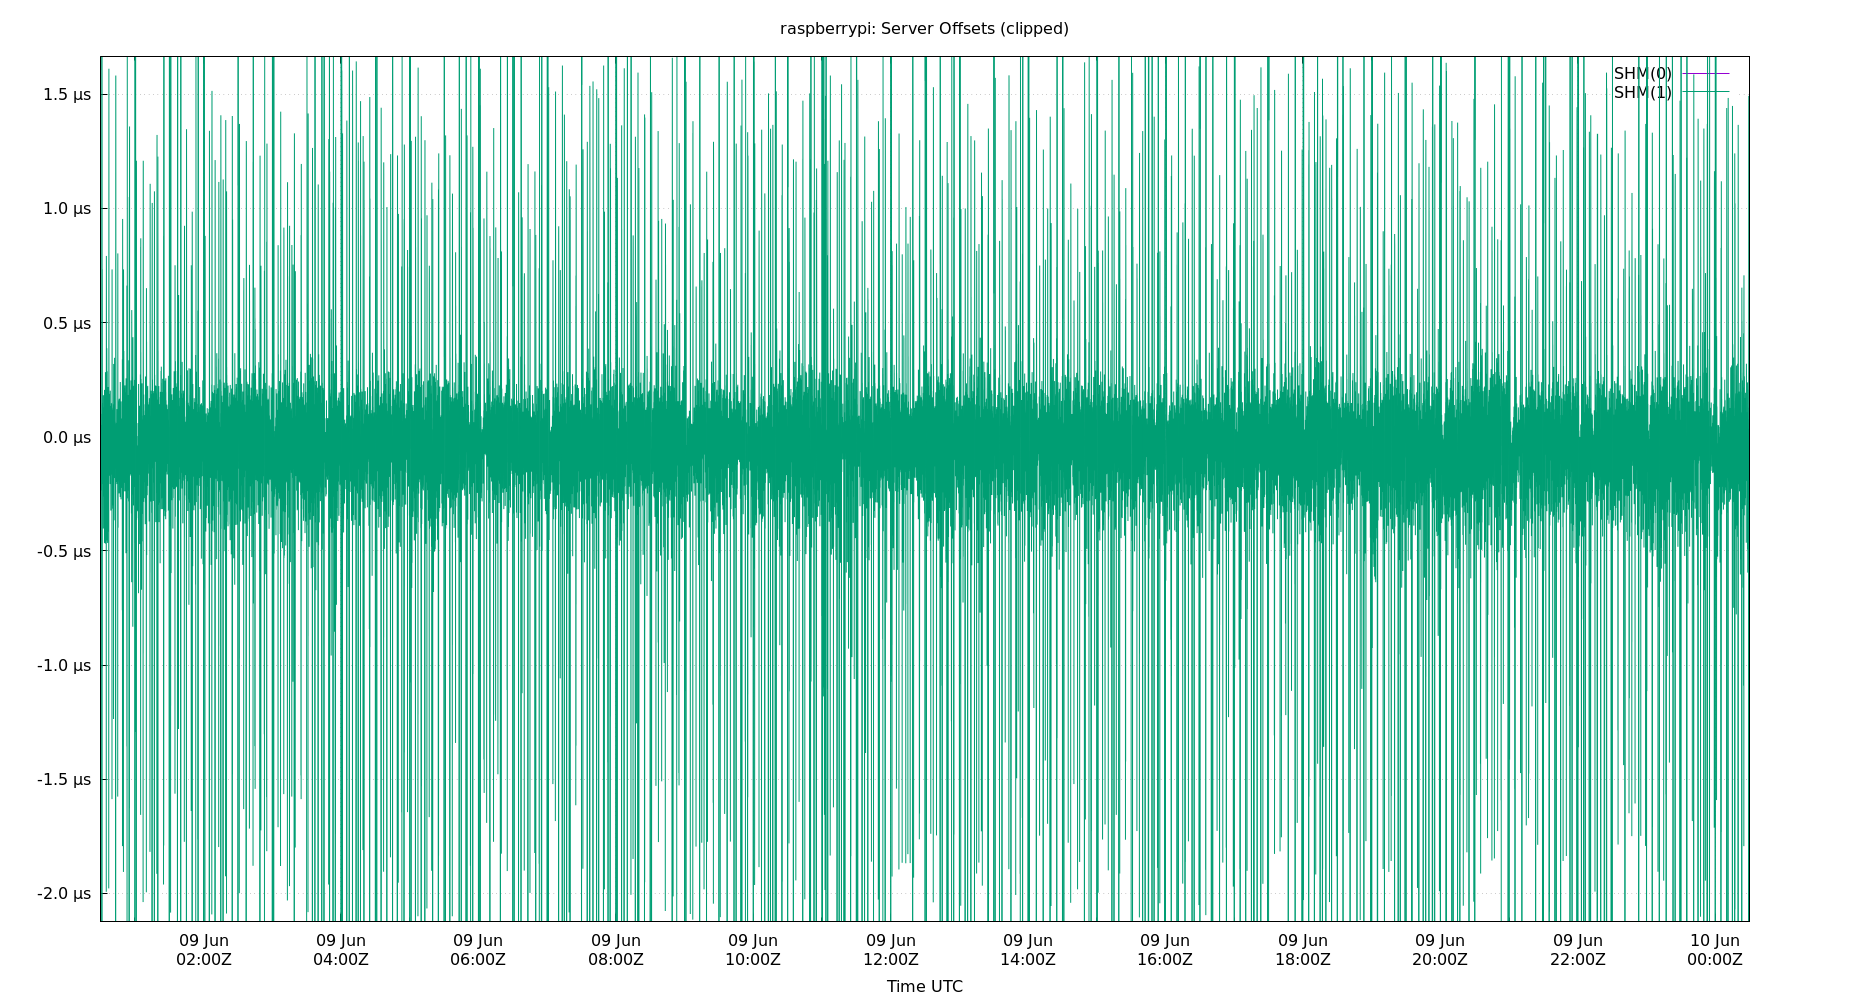 raspberrypi: Server Offsets (clipped)
SHM(0)
SHM(1)
1.5 µs
1.0 µs
0.5 µs
0.0 µs
-0.5 µs
-1.0 µs
-1.5 µs
-2.0 µs
09 Jun 09 Jun 09 Jun 09 Jun 09 Jun 09 Jun 09 Jun 09 Jun 09 Jun 09 Jun 09 Jun 10 Jun
02:00Z 04:00Z 06:00Z 08:00Z 10:00Z 12:00Z 14:00Z 16:00Z 18:00Z 20:00Z 22:00Z 00:00Z
Time UTC